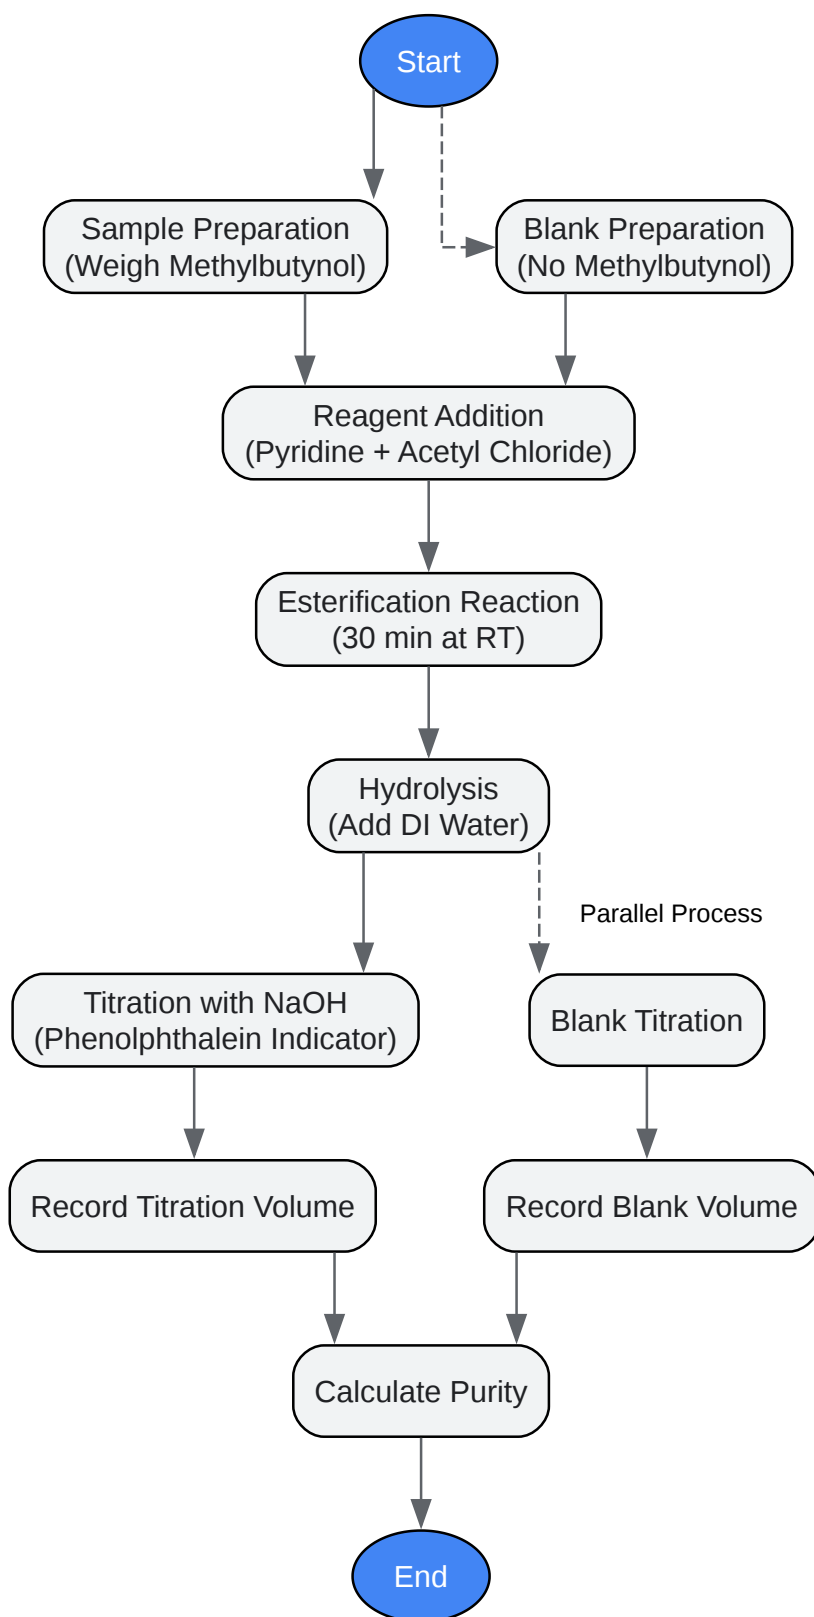 Start
Sample Preparation
(Weigh Methylbutynol)
Blank Preparation
(No Methylbutynol)
Reagent Addition
(Pyridine + Acetyl Chloride)
Esterification Reaction
(30 min at RT)
Hydrolysis
(Add DI Water)
Parallel Process
Titration with NaOH
(Phenolphthalein Indicator)
Blank Titration
Record Titration Volume
Record Blank Volume
Calculate Purity
End